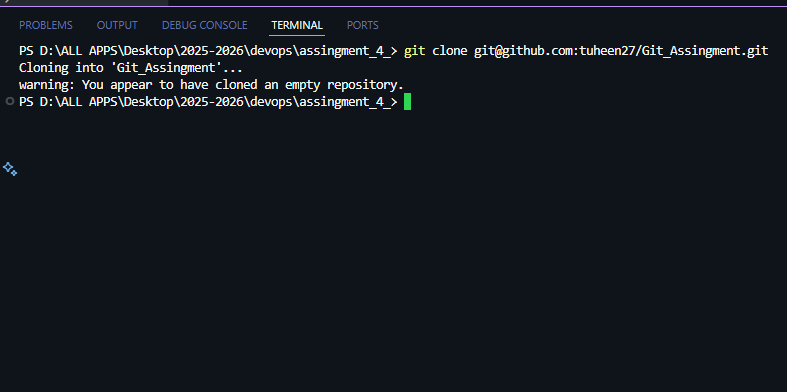 PROBLEMS OUTPUT DEBUG CONSOLE TERMINAL PORTS
PS D:\ALL APPS\Desktop\2025-2026\devops\assingment_4_> git clone git@github.com:tuheen27/Git_Assingment.git
Cloning into 'Git_Assingment'...
warning: You appear to have cloned an empty repository.
PS D:\ALL APPS\Desktop\2025-2026\devops\assingment_4_>